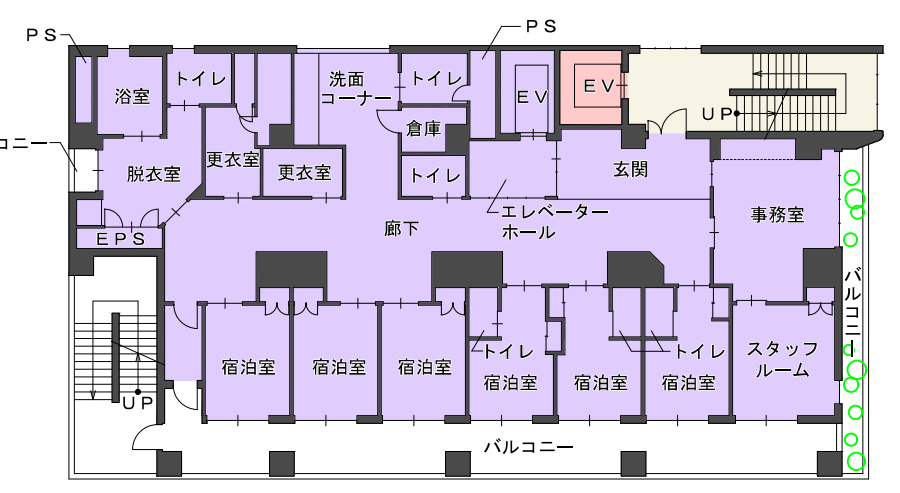 ＰＳ
ＰＳ
浴室
トイレ
洗面
コーナー
トイレ
ＥＶ
ＥＶ
倉庫
ＵＰ
コニー
脱衣室
更衣室
更衣室
トイレ
玄関
エレベーター
ホール
事務室
ＥＰＳ
廊下
バルコニー
宿泊室
宿泊室
宿泊室
トイレ
宿泊室
宿泊室
トイレ
宿泊室
スタッフ
ルーム
ＵＰ
バルコニー